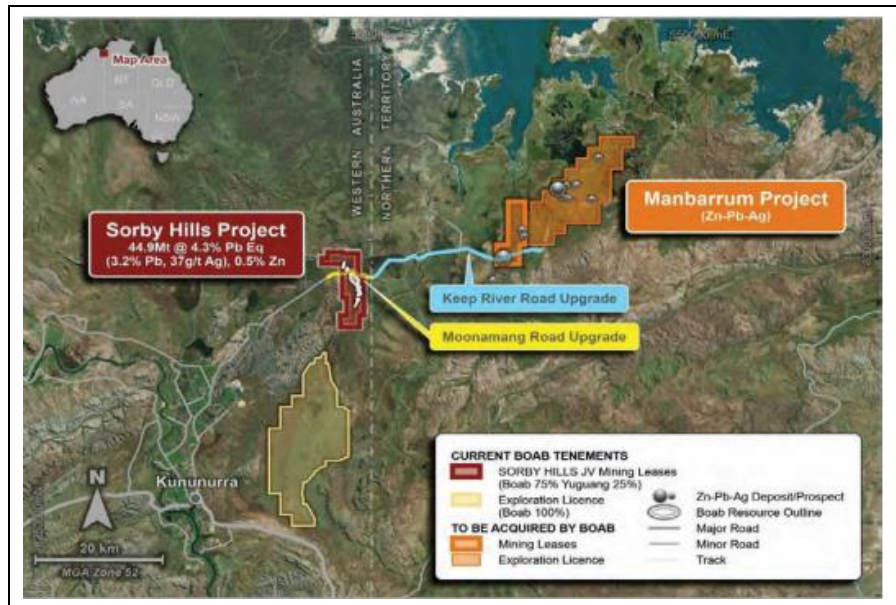 Map Area
WA
NT
QLD
SA
NSW
WESTERN AUSTRALIA
NORTHERN TERRITORY
Manbarrum Project
(Zn-Pb-Ag)
Sorby Hills Project
44.9Mt @ 4.3% Pb Eq
(3.2% Pb, 37g/t Ag), 0.5% Zn
Keep River Road Upgrade
Moonamang Road Upgrade
Kununurra
N
20 km
MGA Zone 52
CURRENT BOAB TENEMENTS
SORBY HILLS JV Mining Leases
(Boab 75% Yuguang 25%)
Exploration Licence
(Boab 100%)
TO BE ACQUIRED BY BOAB
Mining Leases
Exploration Licence
Zn-Pb-Ag Deposit/Prospect
Boab Resource Outline
Major Road
Minor Road
Track